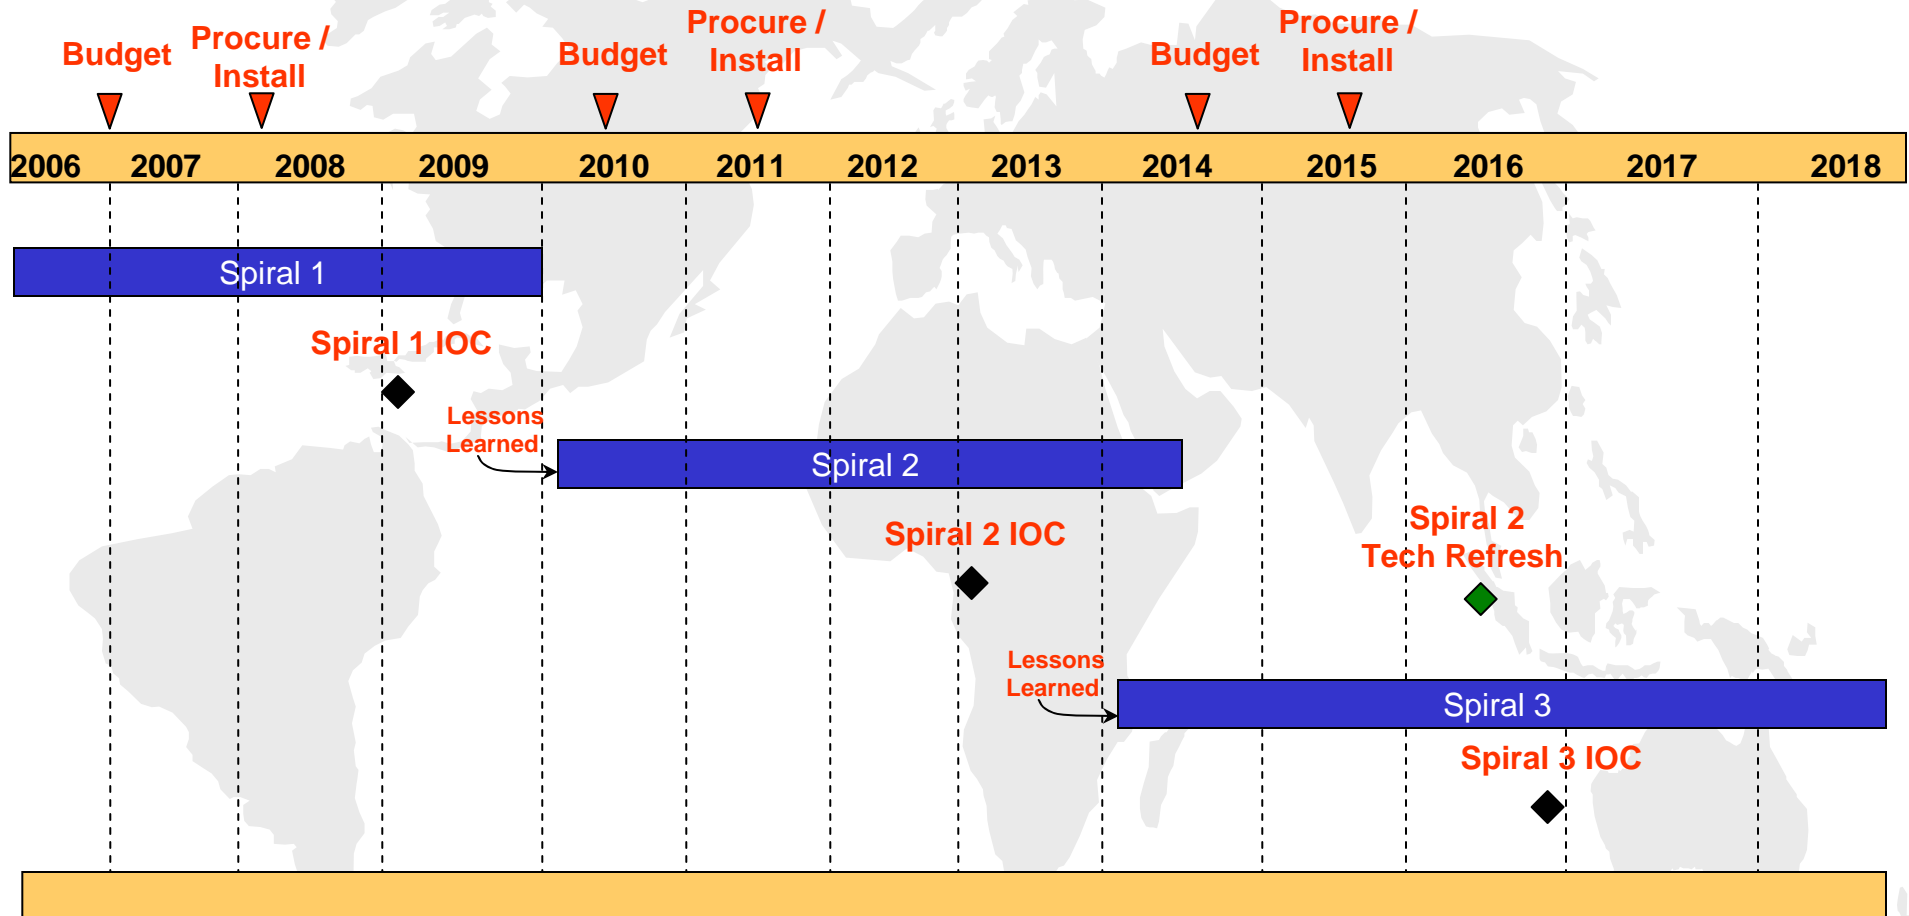 Budget
Procure /
Install
Budget
Procure /
Install
Budget
Procure /
Install
2006 2007 2008 2009 2010 2011 2012 2013 2014 2015 2016 2017 2018
Spiral 1
Spiral 1 IOC
Lessons
Learned
Spiral 2
Spiral 2 IOC
Spiral 2
Tech Refresh
Lessons
Learned
Spiral 3
Spiral 3 IOC